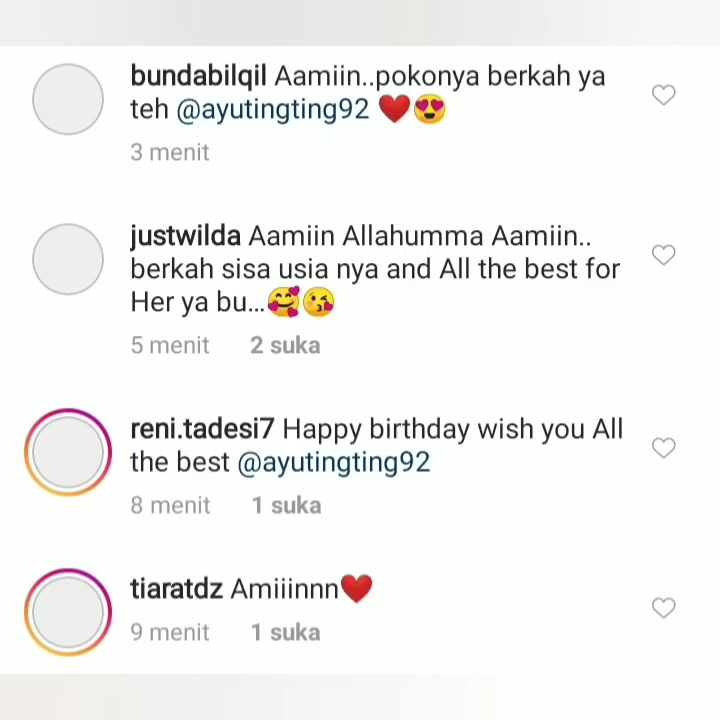 bundabilqil Aamiin..pokonya berkah ya
teh @ayutingting92 ❤️😍
3 menit
justwilda Aamiin Allahumma Aamiin..
berkah sisa usia nya and All the best for
Her ya bu...🥰😘
5 menit 2 suka
reni.tadesi7 Happy birthday wish you All
the best @ayutingting92
8 menit 1 suka
tiaratdz Amiiinnn❤️
9 menit 1 suka